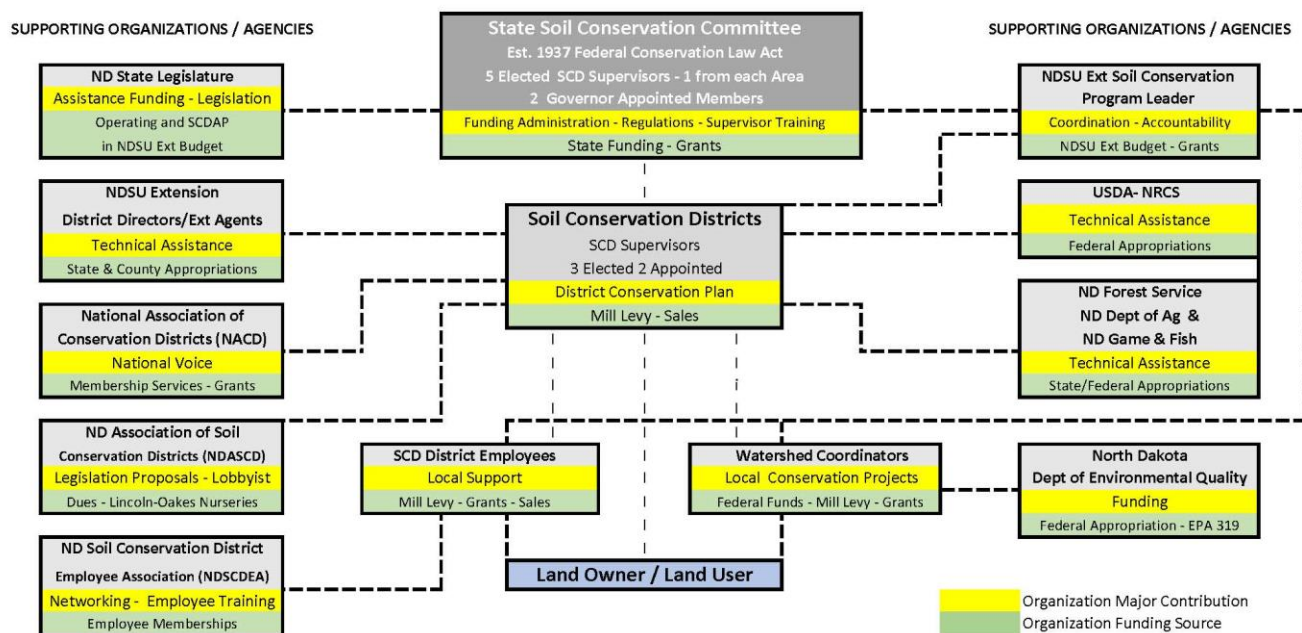 SUPPORTING ORGANIZATIONS / AGENCIES
ND State Legislature
Assistance Funding - Legislation
Operating and SCDAP
in NDSU Ext Budget
NDSU Extension
District Directors/Ext Agents
Technical Assistance
State & County Appropriations
National Association of
Conservation Districts (NACD)
National Voice
Membership Services - Grants
ND Association of Soil
Conservation Districts (NDASCD)
Legislation Proposals - Lobbyist
Dues - Lincoln-Oakes Nurseries
ND Soil Conservation District
Employee Association (NDSCDEA)
Networking - Employee Training
Employee Memberships
State Soil Conservation Committee
Est. 1937 Federal Conservation Law Act
5 Elected SCD Supervisors - 1 from each Area
2 Governor Appointed Members
Funding Administration - Regulations - Supervisor Training
State Funding - Grants
Soil Conservation Districts
SCD Supervisors
3 Elected 2 Appointed
District Conservation Plan
Mill Levy - Sales
SCD District Employees
Local Support
Mill Levy - Grants - Sales
Watershed Coordinators
Local Conservation Projects
Federal Funds - Mill Levy - Grants
Land Owner / Land User
SUPPORTING ORGANIZATIONS / AGENCIES
NDSU Ext Soil Conservation
Program Leader
Coordination - Accountability
NDSU Ext Budget - Grants
USDA- NRCS
Technical Assistance
Federal Appropriations
ND Forest Service
ND Dept of Ag &
ND Game & Fish
Technical Assistance
State/Federal Appropriations
North Dakota
Dept of Environmental Quality
Funding
Federal Appropriation - EPA 319
Organization Major Contribution
Organization Funding Source